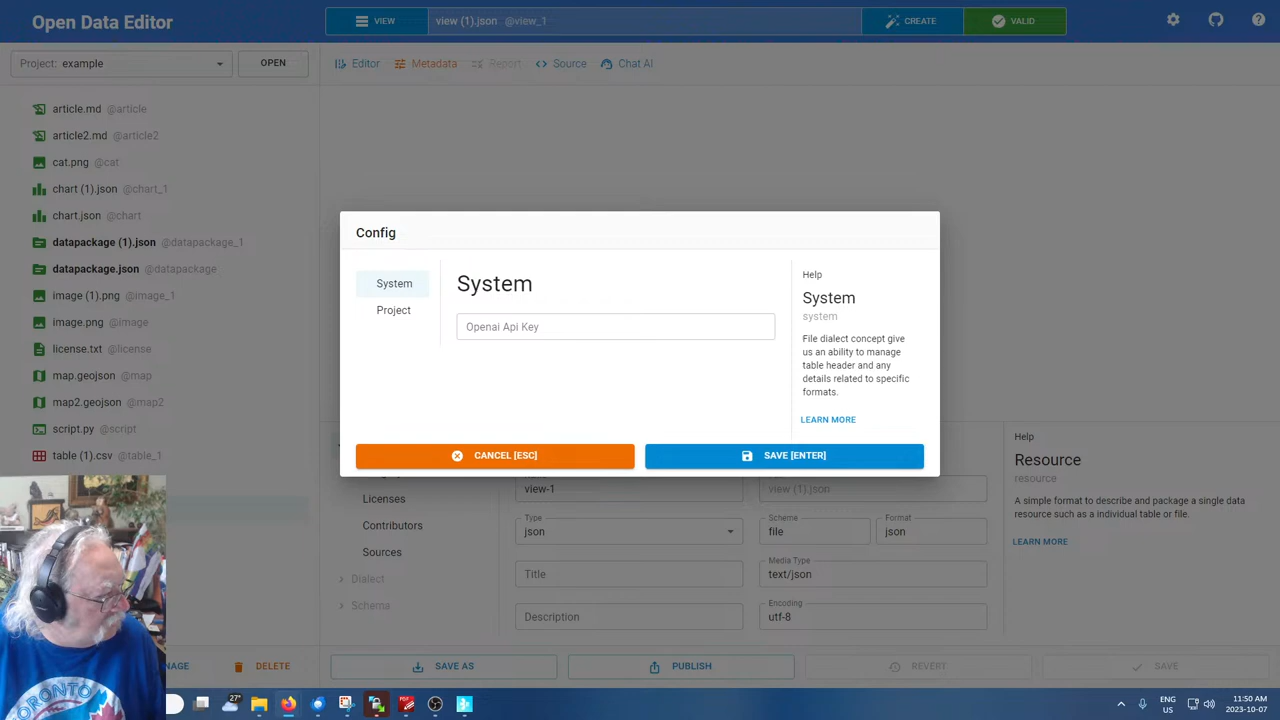 Open Data Editor
VIEW
view (1).json @view_1
CREATE
VALID
Project: example
OPEN
Editor
Metadata
Report
Source
Chat AI
article.md @article
article2.md @article2
cat.png @cat
chart (1).json @chart_1
chart.json @chart
datapackage (1).json @datapackage_1
datapackage.json @datapackage
image (1).png @image_1
image.png @image
license.txt @license
map.geojson @map
map2.geojson @map2
script.py @script
table (1).csv @table_1
Config
System
Project
System
Openai Api Key
Help
System
system
File dialect concept give
us an ability to manage
table header and any
details related to specific
formats.
LEARN MORE
CANCEL [ESC]
SAVE [ENTER]
Licenses
Contributors
Sources
Dialect
Schema
view-1
view (1).json
Type
json
Scheme
file
Format
json
Title
Media Type
text/json
Description
Encoding
utf-8
Help
Resource
resource
A simple format to describe and package a single data
resource such as a individual table or file.
LEARN MORE
NAGE
DELETE
SAVE AS
PUBLISH
REVERT
SAVE
TORONTO
27°
ENG
US
11:50 AM
2023-10-07